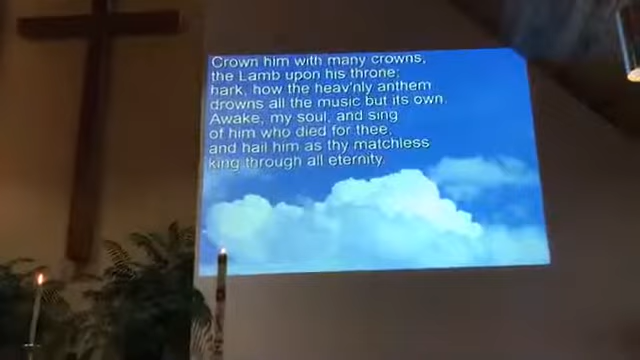 Crown him with many crowns,
the Lamb upon his throne;
hark, how the heav'nly anthem
drowns all the music but its own.
Awake, my soul, and sing
of him who died for thee,
and hail him as thy matchless
king through all eternity.